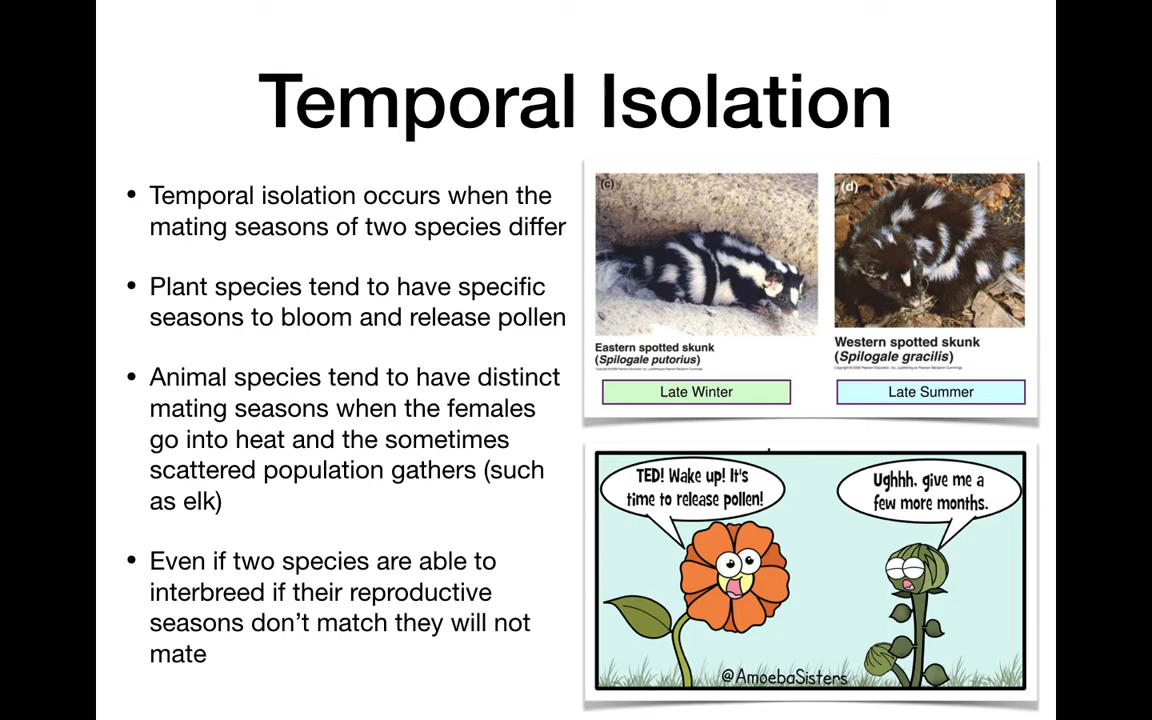 Temporal Isolation
• Temporal isolation occurs when the
mating seasons of two species differ
• Plant species tend to have specific
seasons to bloom and release pollen
• Animal species tend to have distinct
mating seasons when the females
go into heat and the sometimes
scattered population gathers (such
as elk)
• Even if two species are able to
interbreed if their reproductive
seasons don't match they will not
mate
(c)
Eastern spotted skunk
(Spilogale putorius)
Late Winter
(d)
Western spotted skunk
(Spilogale gracilis)
Late Summer
TED! Wake up! It's
time to release pollen!
Ughhh. give me a
few more months.
@AmoebaSisters